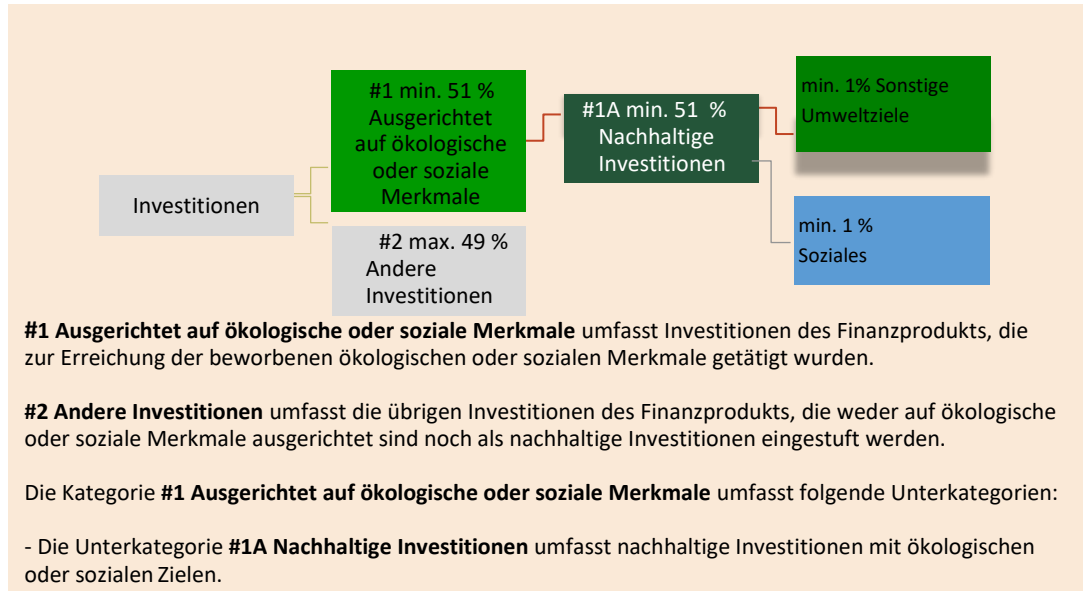 #1 min. 51 %
Ausgerichtet
auf ökologische
oder soziale
Merkmale
#1A min. 51 %
Nachhaltige
Investitionen
min. 1% Sonstige
Umweltziele
Investitionen
#2 max. 49 %
Andere
Investitionen
min. 1 %
Soziales
#1 Ausgerichtet auf ökologische oder soziale Merkmale umfasst Investitionen des Finanzprodukts, die
zur Erreichung der beworbenen ökologischen oder sozialen Merkmale getätigt wurden.
#2 Andere Investitionen umfasst die übrigen Investitionen des Finanzprodukts, die weder auf ökologische
oder soziale Merkmale ausgerichtet sind noch als nachhaltige Investitionen eingestuft werden.
Die Kategorie #1 Ausgerichtet auf ökologische oder soziale Merkmale umfasst folgende Unterkategorien:
- Die Unterkategorie #1A Nachhaltige Investitionen umfasst nachhaltige Investitionen mit ökologischen
oder sozialen Zielen.